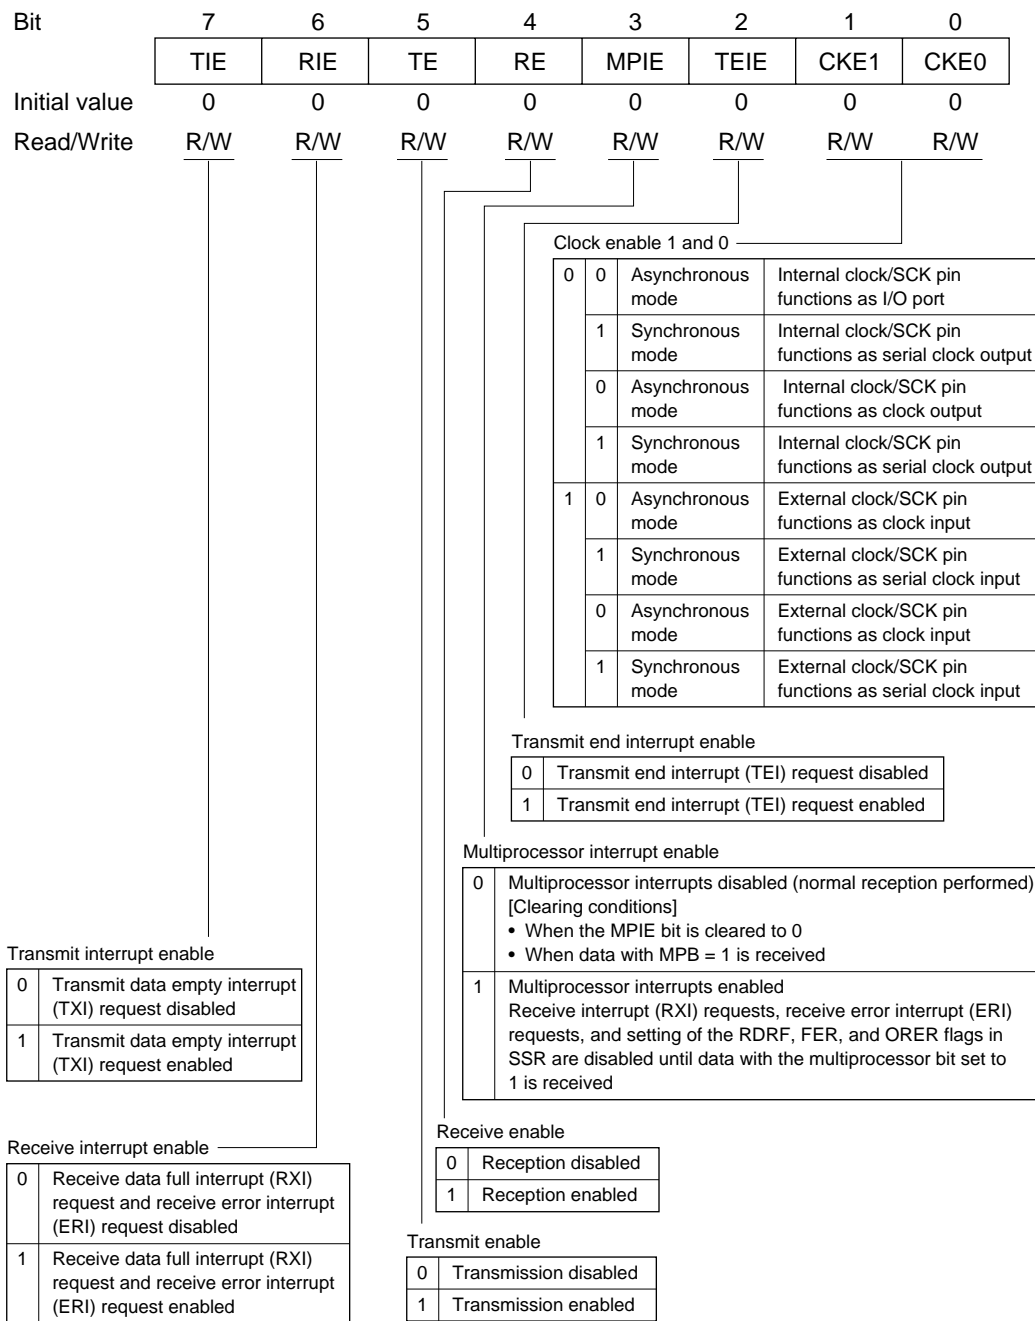 Bit 7 6 5 4 3 2 1 0
TIE RIE TE RE MPIE TEIE CKE1 CKE0
Initial value 0 0 0 0 0 0 0 0
Read/Write R/W R/W R/W R/W R/W R/W R/W R/W
Clock enable 1 and 0
0 0 Asynchronous Internal clock/SCK pin
mode functions as I/O port
1 Synchronous Internal clock/SCK pin
mode functions as serial clock output
0 Asynchronous Internal clock/SCK pin
mode functions as clock output
1 Synchronous Internal clock/SCK pin
mode functions as serial clock output
1 0 Asynchronous External clock/SCK pin
mode functions as clock input
1 Synchronous External clock/SCK pin
mode functions as serial clock input
0 Asynchronous External clock/SCK pin
mode functions as clock input
1 Synchronous External clock/SCK pin
mode functions as serial clock input
Transmit end interrupt enable
0 Transmit end interrupt (TEI) request disabled
1 Transmit end interrupt (TEI) request enabled
Multiprocessor interrupt enable
0 Multiprocessor interrupts disabled (normal reception performed)
[Clearing conditions]
• When the MPIE bit is cleared to 0
• When data with MPB = 1 is received
1 Multiprocessor interrupts enabled
Receive interrupt (RXI) requests, receive error interrupt (ERI)
requests, and setting of the RDRF, FER, and ORER flags in
SSR are disabled until data with the multiprocessor bit set to
1 is received
Transmit interrupt enable
0 Transmit data empty interrupt
(TXI) request disabled
1 Transmit data empty interrupt
(TXI) request enabled
Receive enable
0 Reception disabled
1 Reception enabled
Receive interrupt enable
0 Receive data full interrupt (RXI)
request and receive error interrupt
(ERI) request disabled
1 Receive data full interrupt (RXI)
request and receive error interrupt
(ERI) request enabled
Transmit enable
0 Transmission disabled
1 Transmission enabled